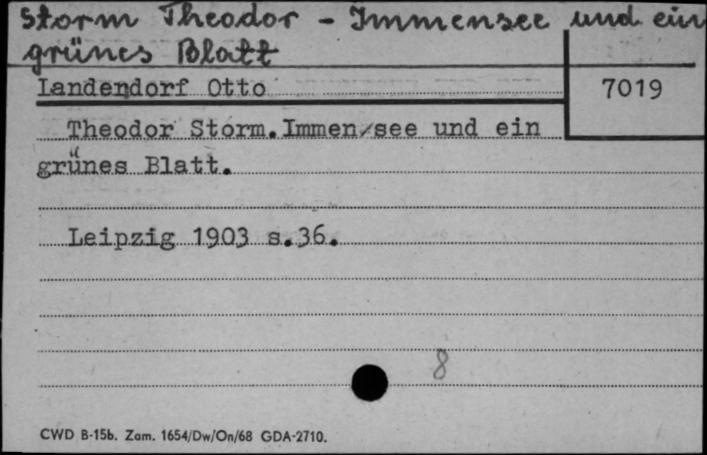 Storm Theodor - Immensee und ein
grünes Blatt
Landendorf Otto
7019
Theodor Storm. Immen/see und ein
grünes Blatt.
Leipzig 1903 s.36.
8
CWD B-15b. Zam. 1654/Dw/On/68 GDA-2710.